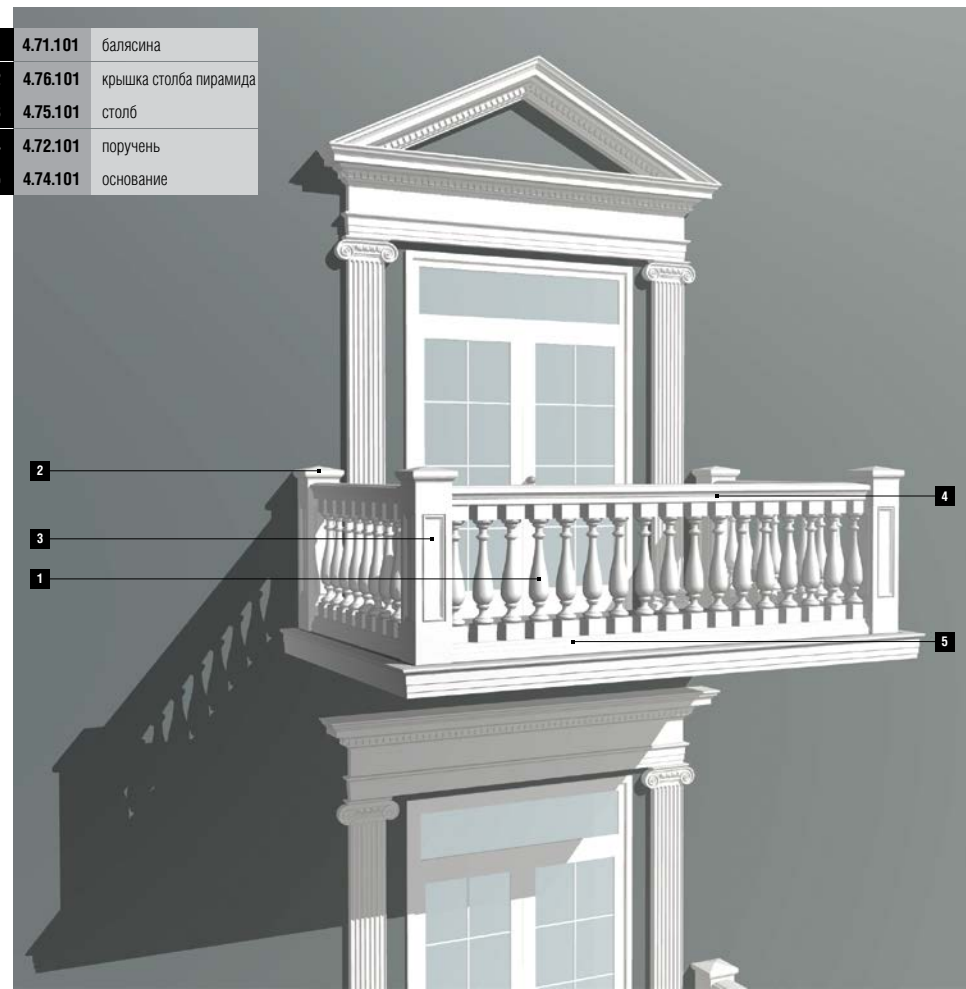 4.71.101 балясина
4.76.101 крышка столба пирамида
4.75.101 столб
4.72.101 поручень
4.74.101 основание
2
4
3
1
5